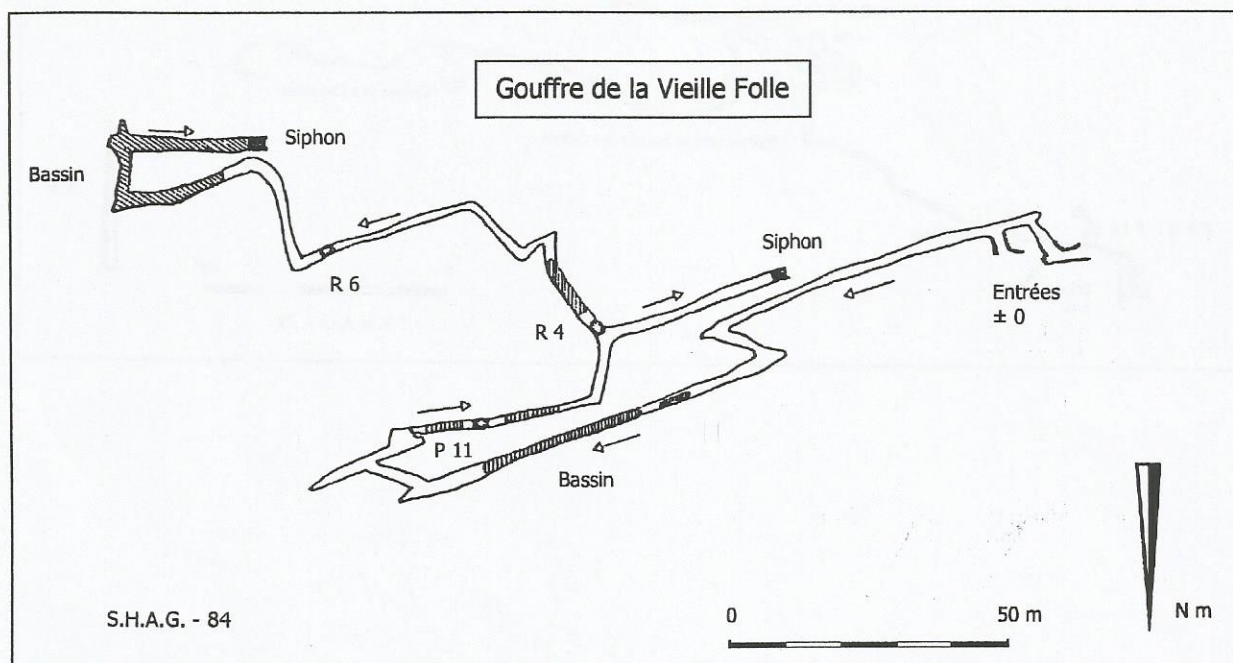 Gouffre de la Vieille Folle
Siphon
Bassin
R 6
Siphon
Entrées
± 0
R 4
P 11
Bassin
S.H.A.G. - 84
0
50 m
N m